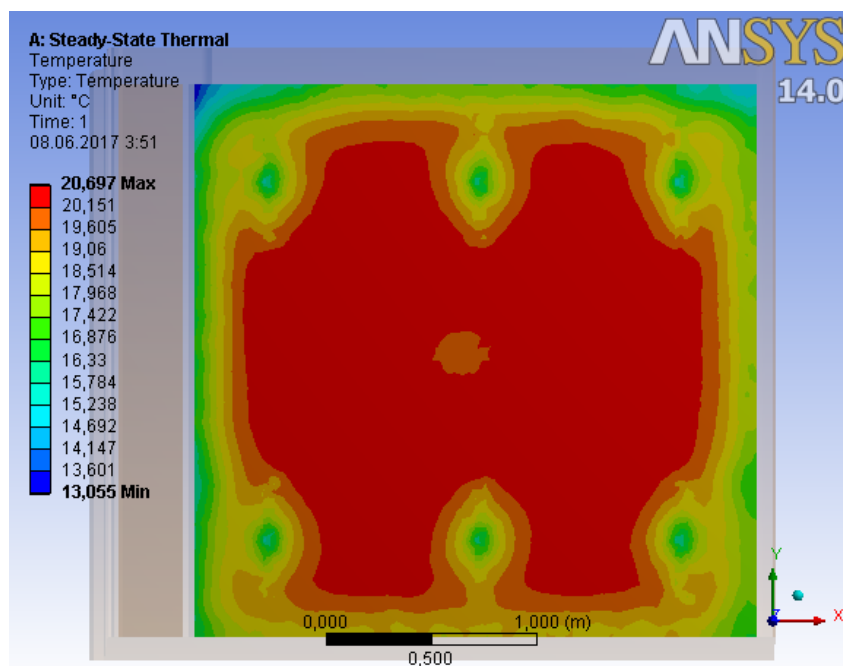 A: Steady-State Thermal
Temperature
Type: Temperature
Unit: °C
Time: 1
08.06.2017 3:51
20,697 Max
20,151
19,605
19,06
18,514
17,968
17,422
16,876
16,33
15,784
15,238
14,692
14,147
13,601
13,055 Min
ANSYS
14.0
0,000
1,000 (m)
0,500
Y
Z
X